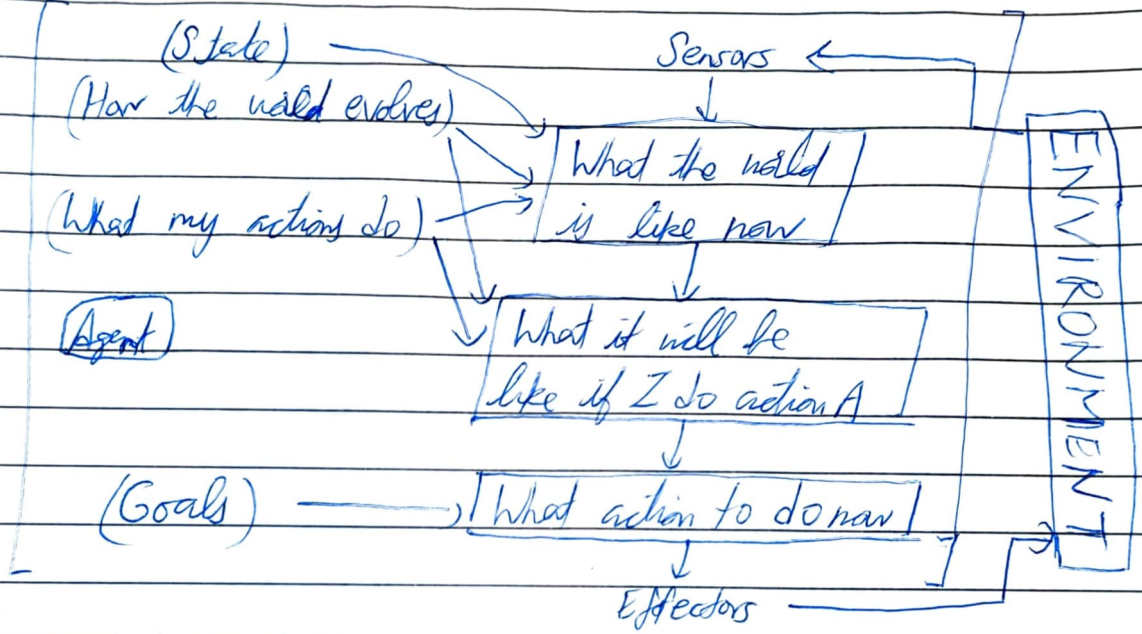 (State)
Sensors
(How the world evolves)
What the world
is like now
(What my actions do)
Agent
What it will be
like if I do action A
(Goals)
What action to do now
Effectors
ENVIRONMENT